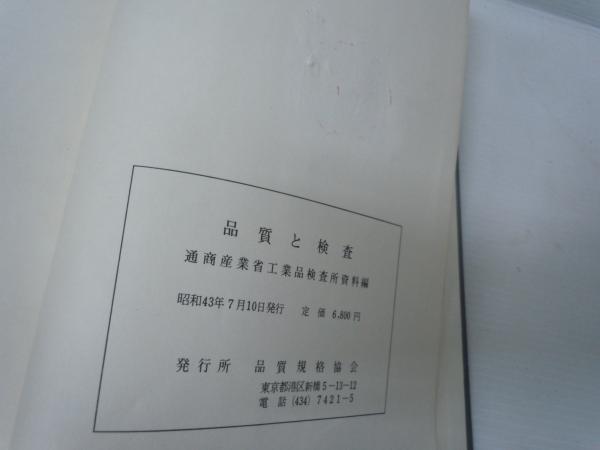 品質と検査
通商産業省工業品検査所資料編
昭和43年7月10日発行　定価 6,800円
発行所　品質規格協会
東京都港区新橋5-13-12
電話 (434) 7421-5